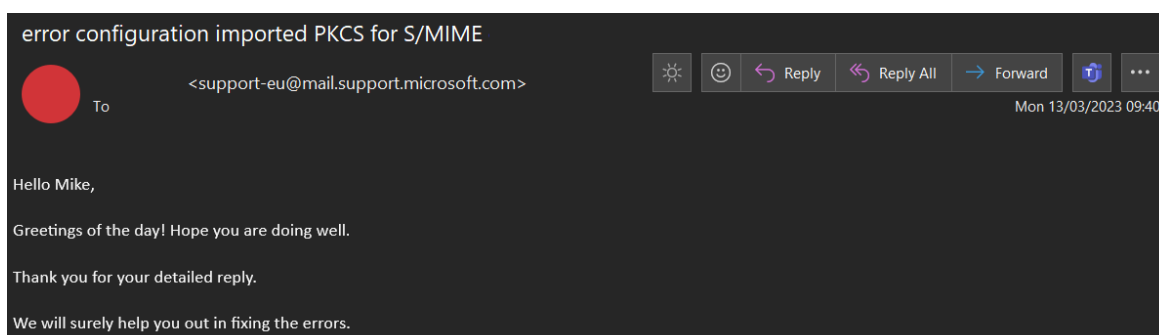 error configuration imported PKCS for S/MIME
<support-eu@mail.support.microsoft.com>
Reply
Reply All
Forward
To
Mon 13/03/2023 09:40
Hello Mike,
Greetings of the day! Hope you are doing well.
Thank you for your detailed reply.
We will surely help you out in fixing the errors.